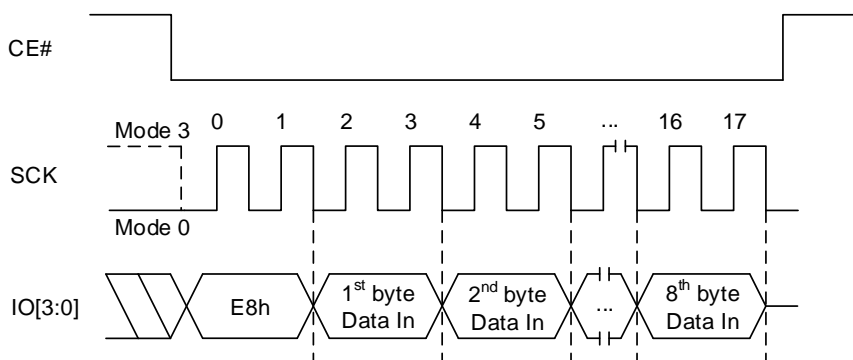 CE#
Mode 3
0 1 2 3 4 5 ... 16 17
SCK
Mode 0
IO[3:0]
E8h
1st byte
Data In
2nd byte
Data In
...
8th byte
Data In